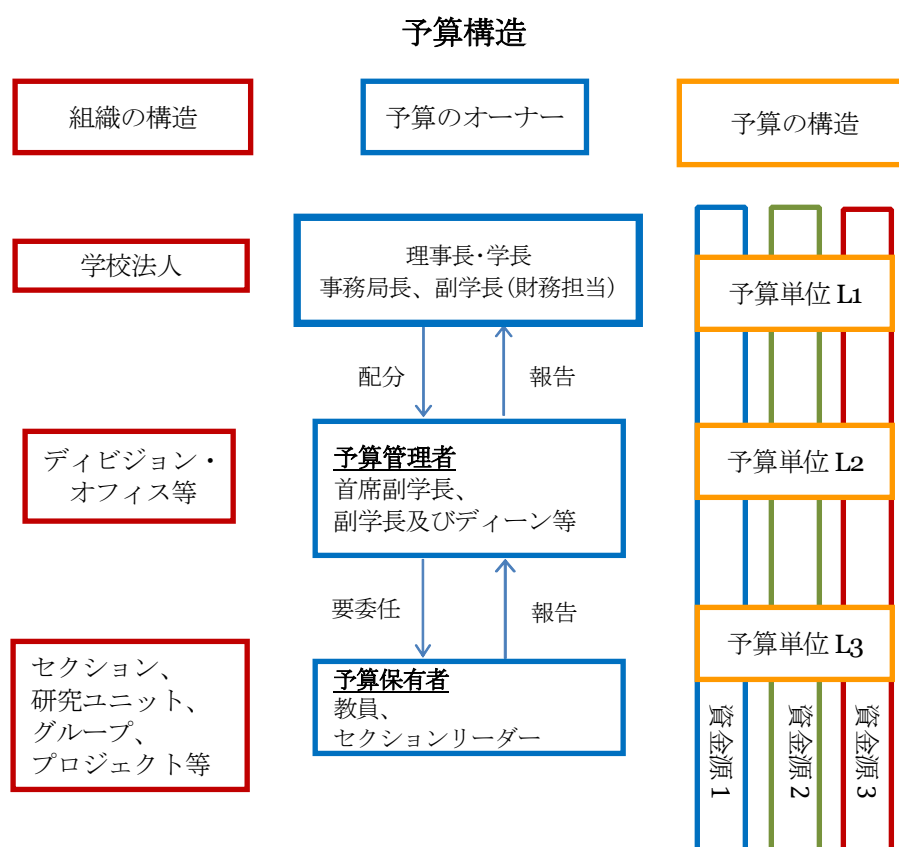 予算構造
組織の構造
予算のオーナー
予算の構造
学校法人
理事長・学長
事務局長、副学長(財務担当)
予算単位 L1
配分
報告
ディビジョン・
オフィス等
予算管理者
首席副学長、
副学長及びディーン等
予算単位 L2
要委任
報告
セクション、
研究ユニット、
グループ、
プロジェクト等
予算保有者
教員、
セクションリーダー
予算単位 L3
資金源 1
資金源 2
資金源 3